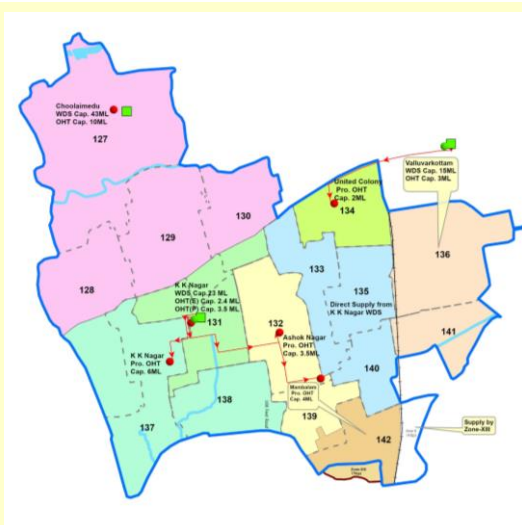 Choolaimedu
WDS Cap. 43ML
OHT Cap. 10ML
127
Valluvarkottam
WDS Cap. 15ML
OHT Cap. 3ML
United Colony
Pro. OHT
Cap. 2ML
134
130
129
136
133
128
135
K K Nagar
WDS Cap.23 ML
OHT(E) Cap. 2.4 ML
OHT(P) Cap. 3.5 ML
131
Direct Supply from
K K Nagar WDS
132
141
Ashok Nagar
Pro. OHT
Cap. 3.5ML
K K Nagar
Pro. OHT
Cap. 6ML
140
Pro. OHT
Cap. 4ML
138
139
137
142
Supply by
Zone-XIII